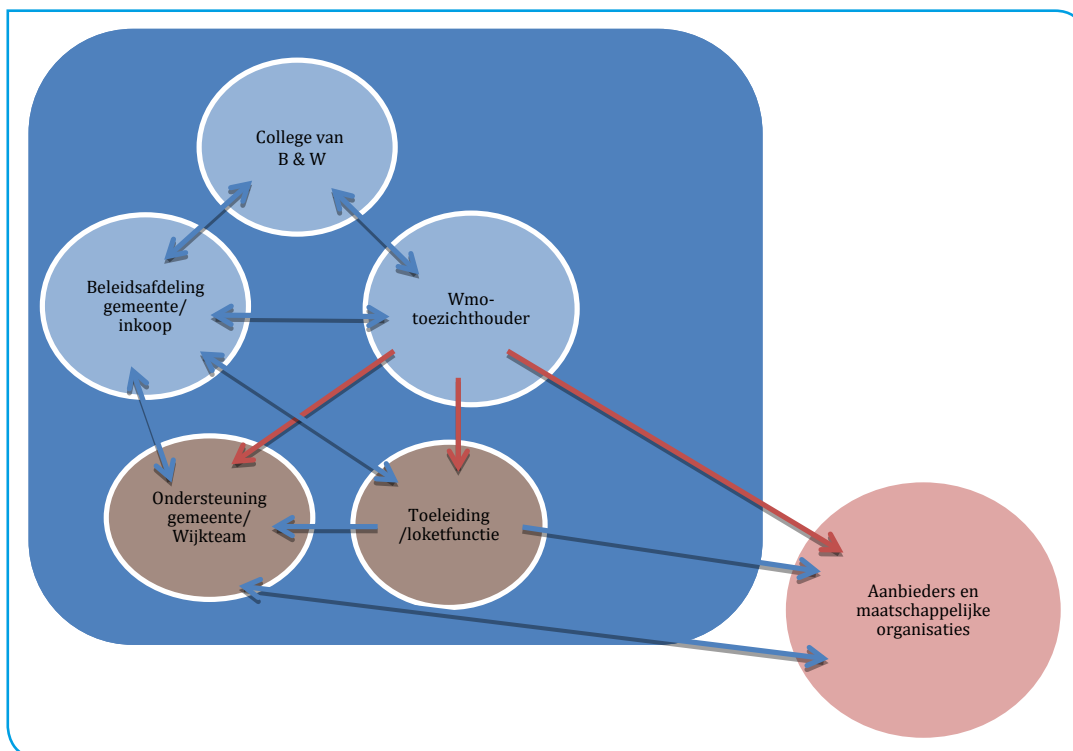 College van
B & W
Beleidsafdeling
gemeente/
inkoop
Wmo-
toezichthouder
Ondersteuning
gemeente/
Wijkteam
Toeleiding
/loketfunctie
Aanbieders en
maatschappelijke
organisaties